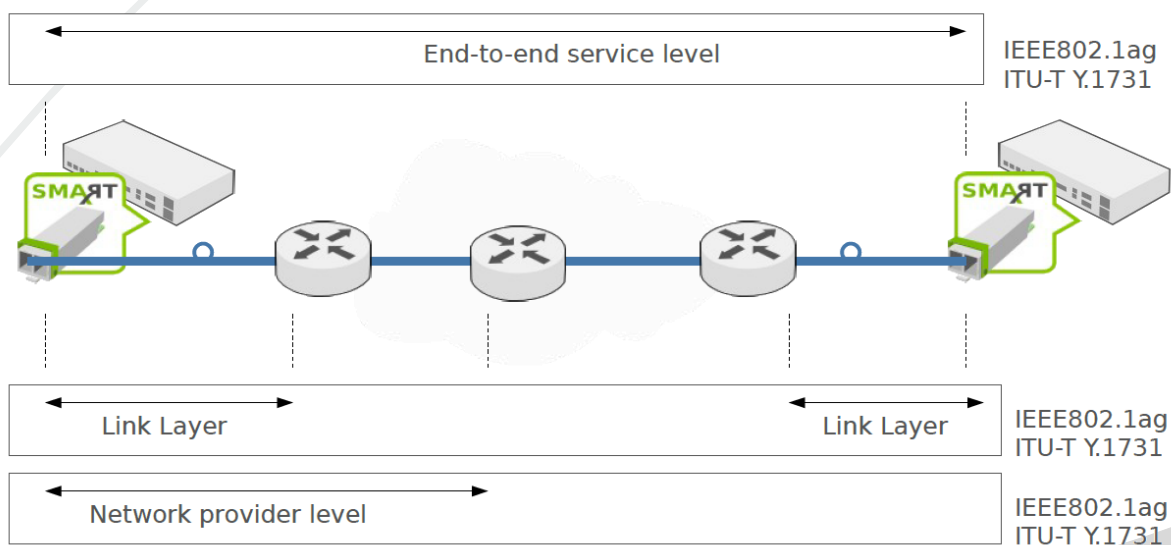 End-to-end service level
IEEE802.1ag
ITU-T Y.1731
SMART
SMART
Link Layer
Link Layer
IEEE802.1ag
ITU-T Y.1731
Network provider level
IEEE802.1ag
ITU-T Y.1731